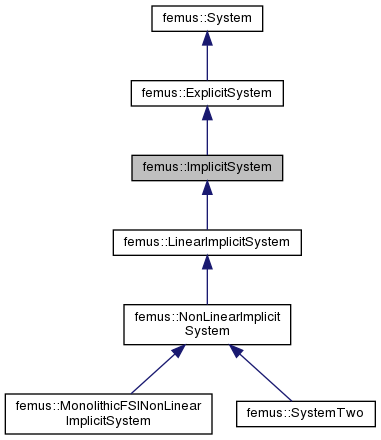 femus::System
femus::ExplicitSystem
femus::ImplicitSystem
femus::LinearImplicitSystem
femus::NonLinearImplicit
System
femus::MonolithicFSINonLinear
ImplicitSystem
femus::SystemTwo